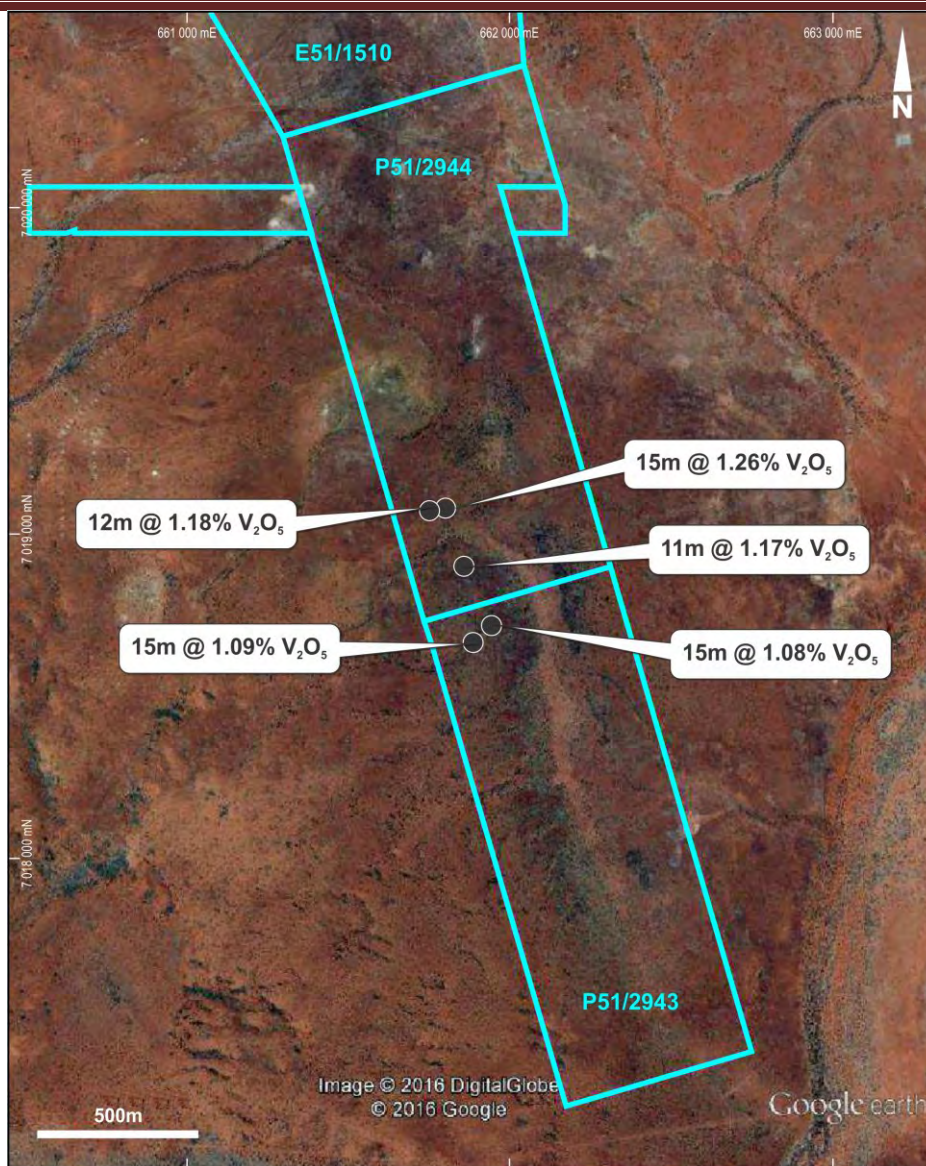 661 000 mE
662 000 mE
663 000 mE
E51/1510
N
P51/2944
7 020 000 mN
15m @ 1.26% V₂O₅
12m @ 1.18% V₂O₅
7 019 000 mN
11m @ 1.17% V₂O₅
15m @ 1.09% V₂O₅
15m @ 1.08% V₂O₅
7 018 000 mN
P51/2943
Image © 2016 DigitalGlobe
© 2016 Google
Google earth
500m